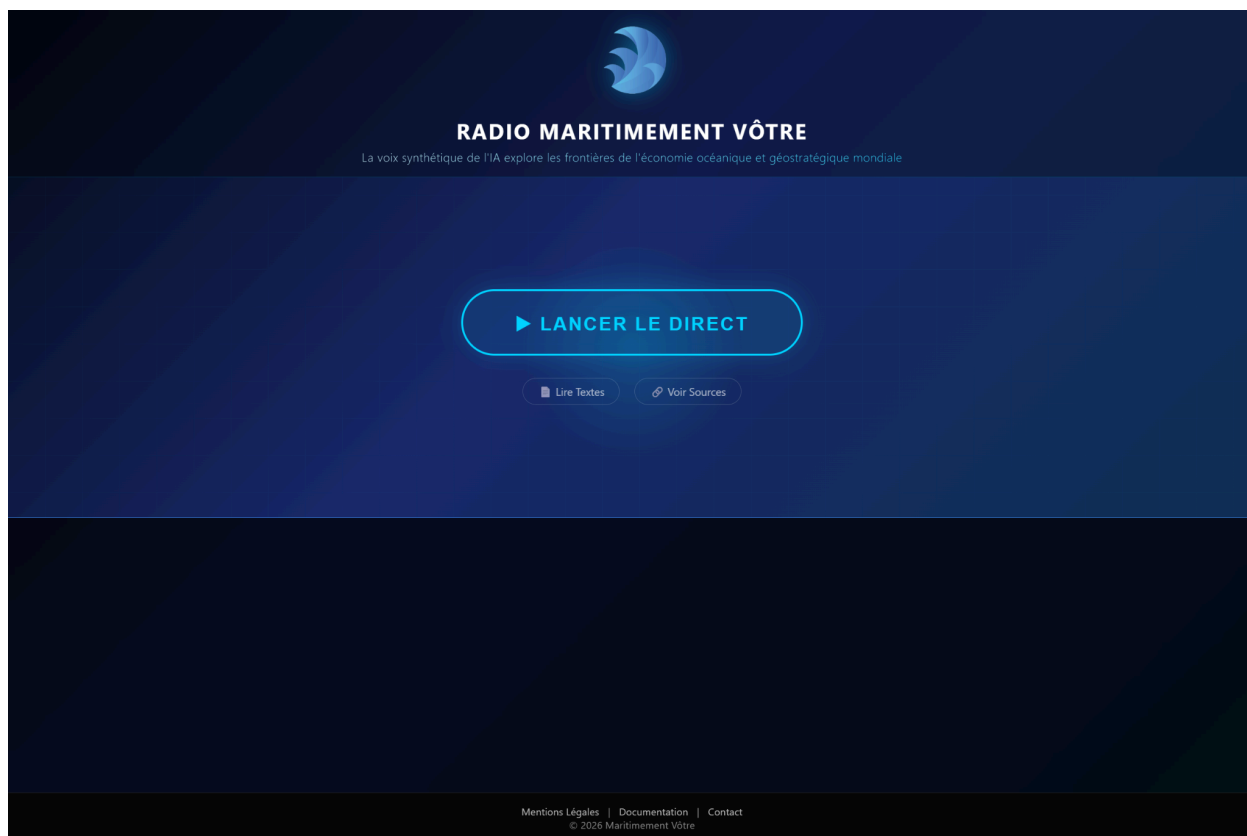 RADIO MARITIMEMENT VÔTRE
La voix synthétique de l'IA explore les frontières de l'économie océanique et géostratégique mondiale
▶ LANCER LE DIRECT
Lire Textes
Voir Sources
Mentions Légales | Documentation | Contact
© 2026 Maritimement Vôtre